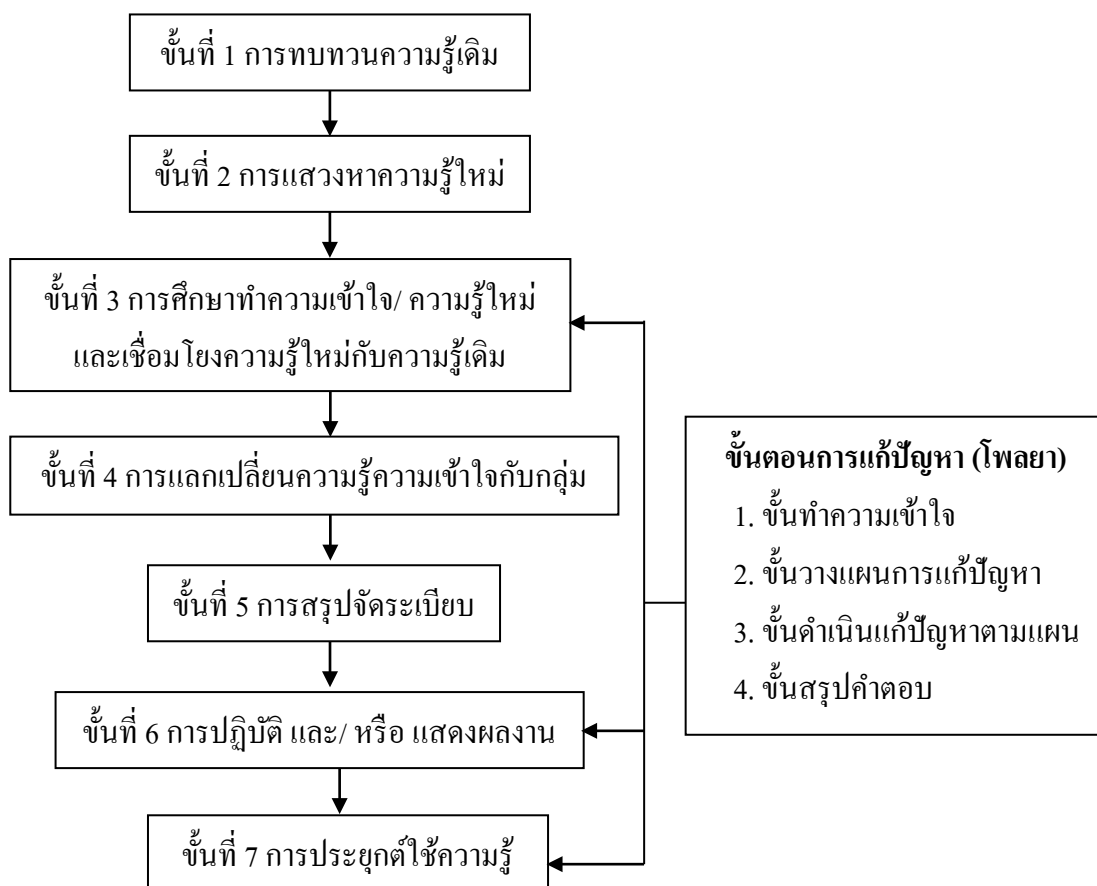 ขั้นที่ 1 การทบทวนความรู้เดิม
ขั้นที่ 2 การแสวงหาความรู้ใหม่
ขั้นที่ 3 การศึกษาทำความเข้าใจ/ ความรู้ใหม่
และเชื่อมโยงความรู้ใหม่กับความรู้เดิม
ขั้นที่ 4 การแลกเปลี่ยนความรู้ความเข้าใจกับกลุ่ม
ขั้นที่ 5 การสรุปจัดระเบียบ
ขั้นที่ 6 การปฏิบัติ และ/ หรือ แสดงผลงาน
ขั้นที่ 7 การประยุกต์ใช้ความรู้
ขั้นตอนการแก้ปัญหา (โพลยา)
1. ขั้นทำความเข้าใจ
2. ขั้นวางแผนการแก้ปัญหา
3. ขั้นดำเนินแก้ปัญหาตามแผน
4. ขั้นสรุปคำตอบ